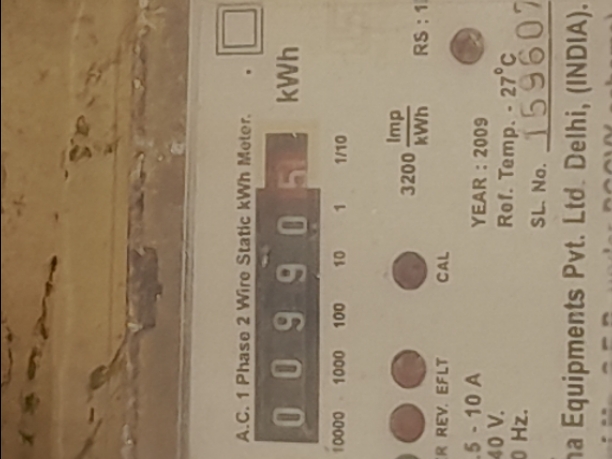 A.C. 1 Phase 2 Wire Static kWh Meter.
0 0 9 9 0 5 kWh
10000 1000 100 10 1 1/10
3200 Imp/kWh
RS :
REV. EFLT CAL
.5 - 10 A
40 V.
0 Hz.
YEAR : 2009
Ref. Temp. - 27°C
SL. No. 159607
Equipments Pvt. Ltd. Delhi, (INDIA).